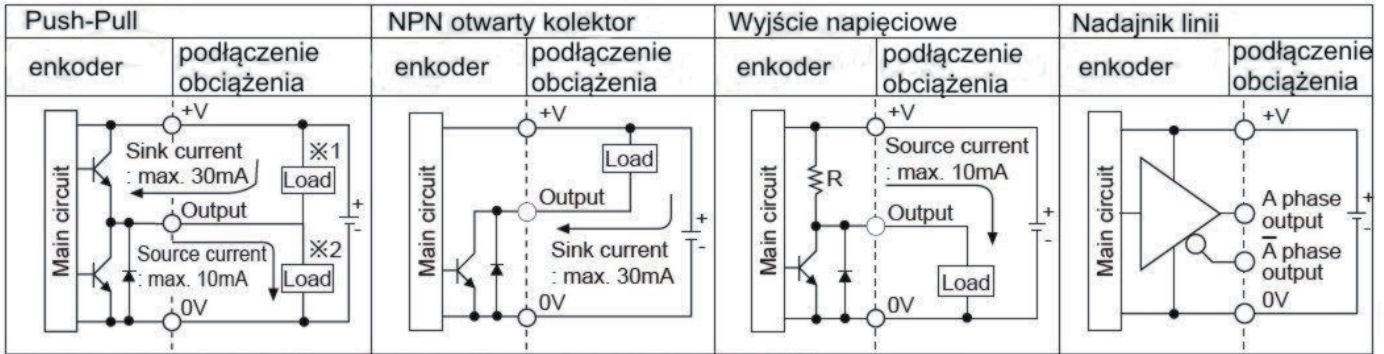 Push-Pull
NPN otwarty kolektor
Wyjście napięciowe
Nadajnik linii
enkoder
podłączenie
obciążenia
enkoder
podłączenie
obciążenia
enkoder
podłączenie
obciążenia
enkoder
podłączenie
obciążenia
Main circuit
+V
Sink current
: max. 30mA
※1
Load
Output
Source current
: max. 10mA
※2
Load
0V
+
-
Main circuit
+V
Load
Output
Sink current
: max. 30mA
0V
+
-
Main circuit
+V
R
Source current
: max. 10mA
Output
Load
0V
+
-
Main circuit
+V
A phase
output
A̅ phase
output
0V
+
-